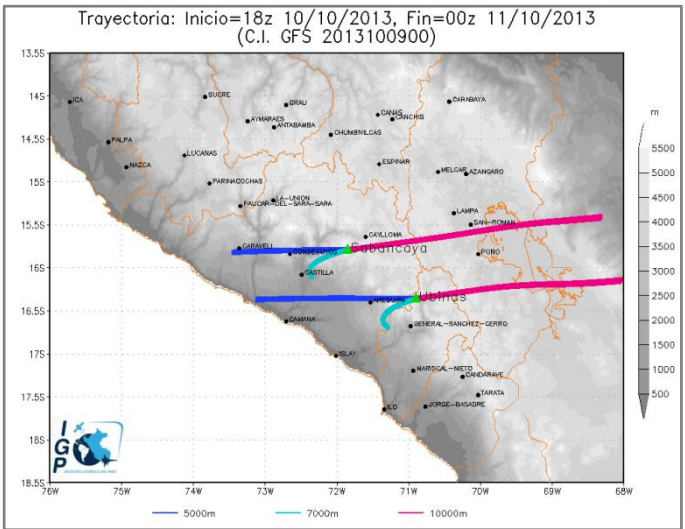 Trayectoria: Inicio=18z 10/10/2013, Fin=00z 11/10/2013
(C.I. GFS 2013100900)
13.5S
14S
14.5S
15S
15.5S
16S
16.5S
17S
17.5S
18S
18.5S
ICA
SUCRE
GRAU
CANAS
CANCHIS
CARABAYA
AYMARAES
ANTABAMBA
CHUMBIVILCAS
PALPA
LUCANAS
ESPINAR
NAZCA
MELGAR
AZANGARO
PARINACOCHAS
LA-UNION
PAUCAR-DEL-SARA-SARA
LAMPA
SAN-ROMAN
CAYLLOMA
CARAVELI
CONDESUYOS
Sabancaya
PUNO
CASTILLA
AREQUIPA
Ubinas
CAMANA
GENERAL-SANCHEZ-CERRO
ISLAY
MARISCAL-NIETO
CANDARAVE
TARATA
ILO
JORGE-BASADRE
IGP
76W
75W
74W
73W
72W
71W
70W
69W
68W
m
5500
5000
4500
4000
3500
3000
2500
2000
1500
1000
500
5000m
7000m
10000m